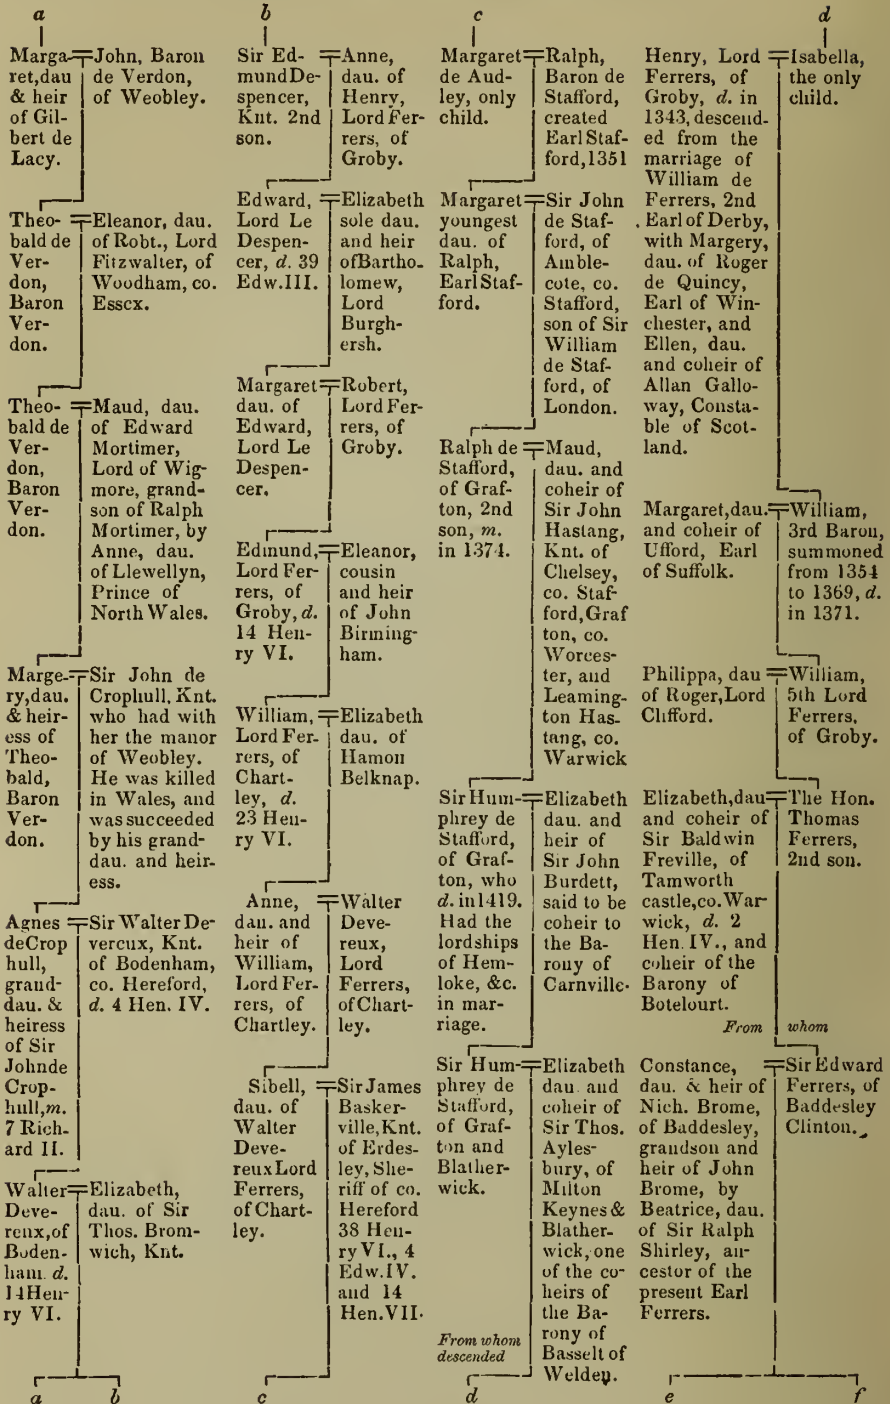 a
Marga-
ret,dau
& heir
of Gil-
bert de
Lacy.
John, Baron
de Verdon,
of Weobley.
Theo-
bald de
Ver-
don,
Baron
Ver-
don.
Eleanor, dau.
of Robt., Lord
Fitzwalter, of
Woodham, co.
Essex.
Theo-
bald de
Ver-
don,
Baron
Ver-
don.
Maud, dau.
of Edward
Mortimer,
Lord of Wig-
more, grand-
son of Ralph
Mortimer, by
Anne, dau.
of Llewellyn,
Prince of
North Wales.
Marge-
ry,dau.
& heir-
ess of
Theo-
bald,
Baron
Ver-
don.
Sir John de
Crophull, Knt.
who had with
her the manor
of Weobley.
He was killed
in Wales, and
was succeeded
by his grand-
dau. and heir-
ess.
Agnes
deCrop
hull,
grand-
dau. &
heiress
of Sir
Johnde
Crop-
hull,m.
7 Rich-
ard II.
Sir Walter De-
vereux, Knt.
of Bodenham,
co. Hereford,
d. 4 Hen. IV.
Walter
Deve-
reux,of
Boden-
ham. d.
14Hen-
ry VI.
Elizabeth,
dau. of Sir
Thos. Brom-
wich, Knt.
a
b
b
Sir Ed-
mundDe-
spencer,
Knt. 2nd
son.
Anne,
dau. of
Henry,
Lord Fer-
rers, of
Groby.
Edward,
Lord Le
Despen-
cer, d. 39
Edw.III.
Elizabeth
sole dau.
and heir
ofBartho-
lomew,
Lord
Burgh-
ersh.
Margaret
dau. of
Edward,
Lord Le
Despen-
cer.
Robert,
Lord Fer-
rers, of
Groby.
Edmund,
Lord Fer-
rers, of
Groby, d.
14 Hen-
ry VI.
Eleanor,
cousin
and heir
of John
Birming-
ham.
William,
Lord Fer-
rers, of
Chart-
ley, d.
23 Hen-
ry VI.
Elizabeth
dau. of
Hamon
Belknap.
Anne,
dau. and
heir of
William,
Lord Fer-
rers, of
Chartley.
Walter
Deve-
reux,
Lord
Ferrers,
ofChart-
ley.
Sibell,
dau. of
Walter
Deve-
reuxLord
Ferrers,
of Chart-
ley.
Sir James
Basker-
ville,Knt.
of Erdes-
ley, She-
riff of co.
Hereford
38 Hen-
ry VI., 4
Edw.IV.
and 14
Hen.VII.
c
c
Margaret
de Aud-
ley, only
child.
Ralph,
Baron de
Stafford,
created
Earl Staf-
ford,1351
Margaret
youngest
dau. of
Ralph,
EarlStaf-
ford.
Sir John
de Staf-
ford, of
Amble-
cote, co.
Stafford,
son of Sir
William
de Staf-
ford, of
London.
Ralph de
Stafford,
of Graf-
ton, 2nd
son, m.
in 1374.
Maud,
dau. and
coheir of
Sir John
Hastang,
Knt. of
Chelsey,
co. Staf-
ford,Graf
ton, co.
Worces-
ter, and
Leaming-
ton Has-
tang, co.
Warwick
Sir Hum-
phrey de
Stafford,
of Graf-
ton, who
d. in1419.
Had the
lordships
of Hem-
loke, &c.
in mar-
riage.
Elizabeth
dau. and
heir of
Sir John
Burdett,
said to be
coheir to
the Ba-
rony of
Carnville.
Sir Hum-
phrey de
Stafford,
of Graf-
ton and
Blather-
wick.
Elizabeth
dau. and
coheir of
Sir Thos.
Ayles-
bury, of
Milton
Keynes &
Blather-
wick, one
of the co-
heirs of
the Ba-
rony of
Basselt of
Weldey.
From whom
descended
d
d
Henry, Lord
Ferrers, of
Groby, d. in
1343, descend-
ed from the
marriage of
William de
Ferrers, 2nd
Earl of Derby,
with Margery,
dau. of Roger
de Quincy,
Earl of Win-
chester, and
Ellen, dau.
and coheir of
Allan Gallo-
way, Consta-
ble of Scot-
land.
Isabella,
the only
child.
Margaret,dau.
and coheir of
Ufford, Earl
of Suffolk.
William,
3rd Baron,
summoned
from 1354
to 1369, d.
in 1371.
Philippa, dau
of Roger,Lord
Clifford.
William,
5th Lord
Ferrers,
of Groby.
Elizabeth,dau
and coheir of
Sir Baldwin
Freville, of
Tamworth
castle,co.War-
wick, d. 2
Hen. IV., and
coheir of the
Barony of
Botelourt.
The Hon.
Thomas
Ferrers,
2nd son.
From whom
Constance,
dau. & heir of
Nich. Brome,
of Baddesley,
grandson and
heir of John
Brome, by
Beatrice, dau.
of Sir Ralph
Shirley, an-
cestor of the
present Earl
Ferrers.
Sir Edward
Ferrers, of
Baddesley
Clinton.
e
f